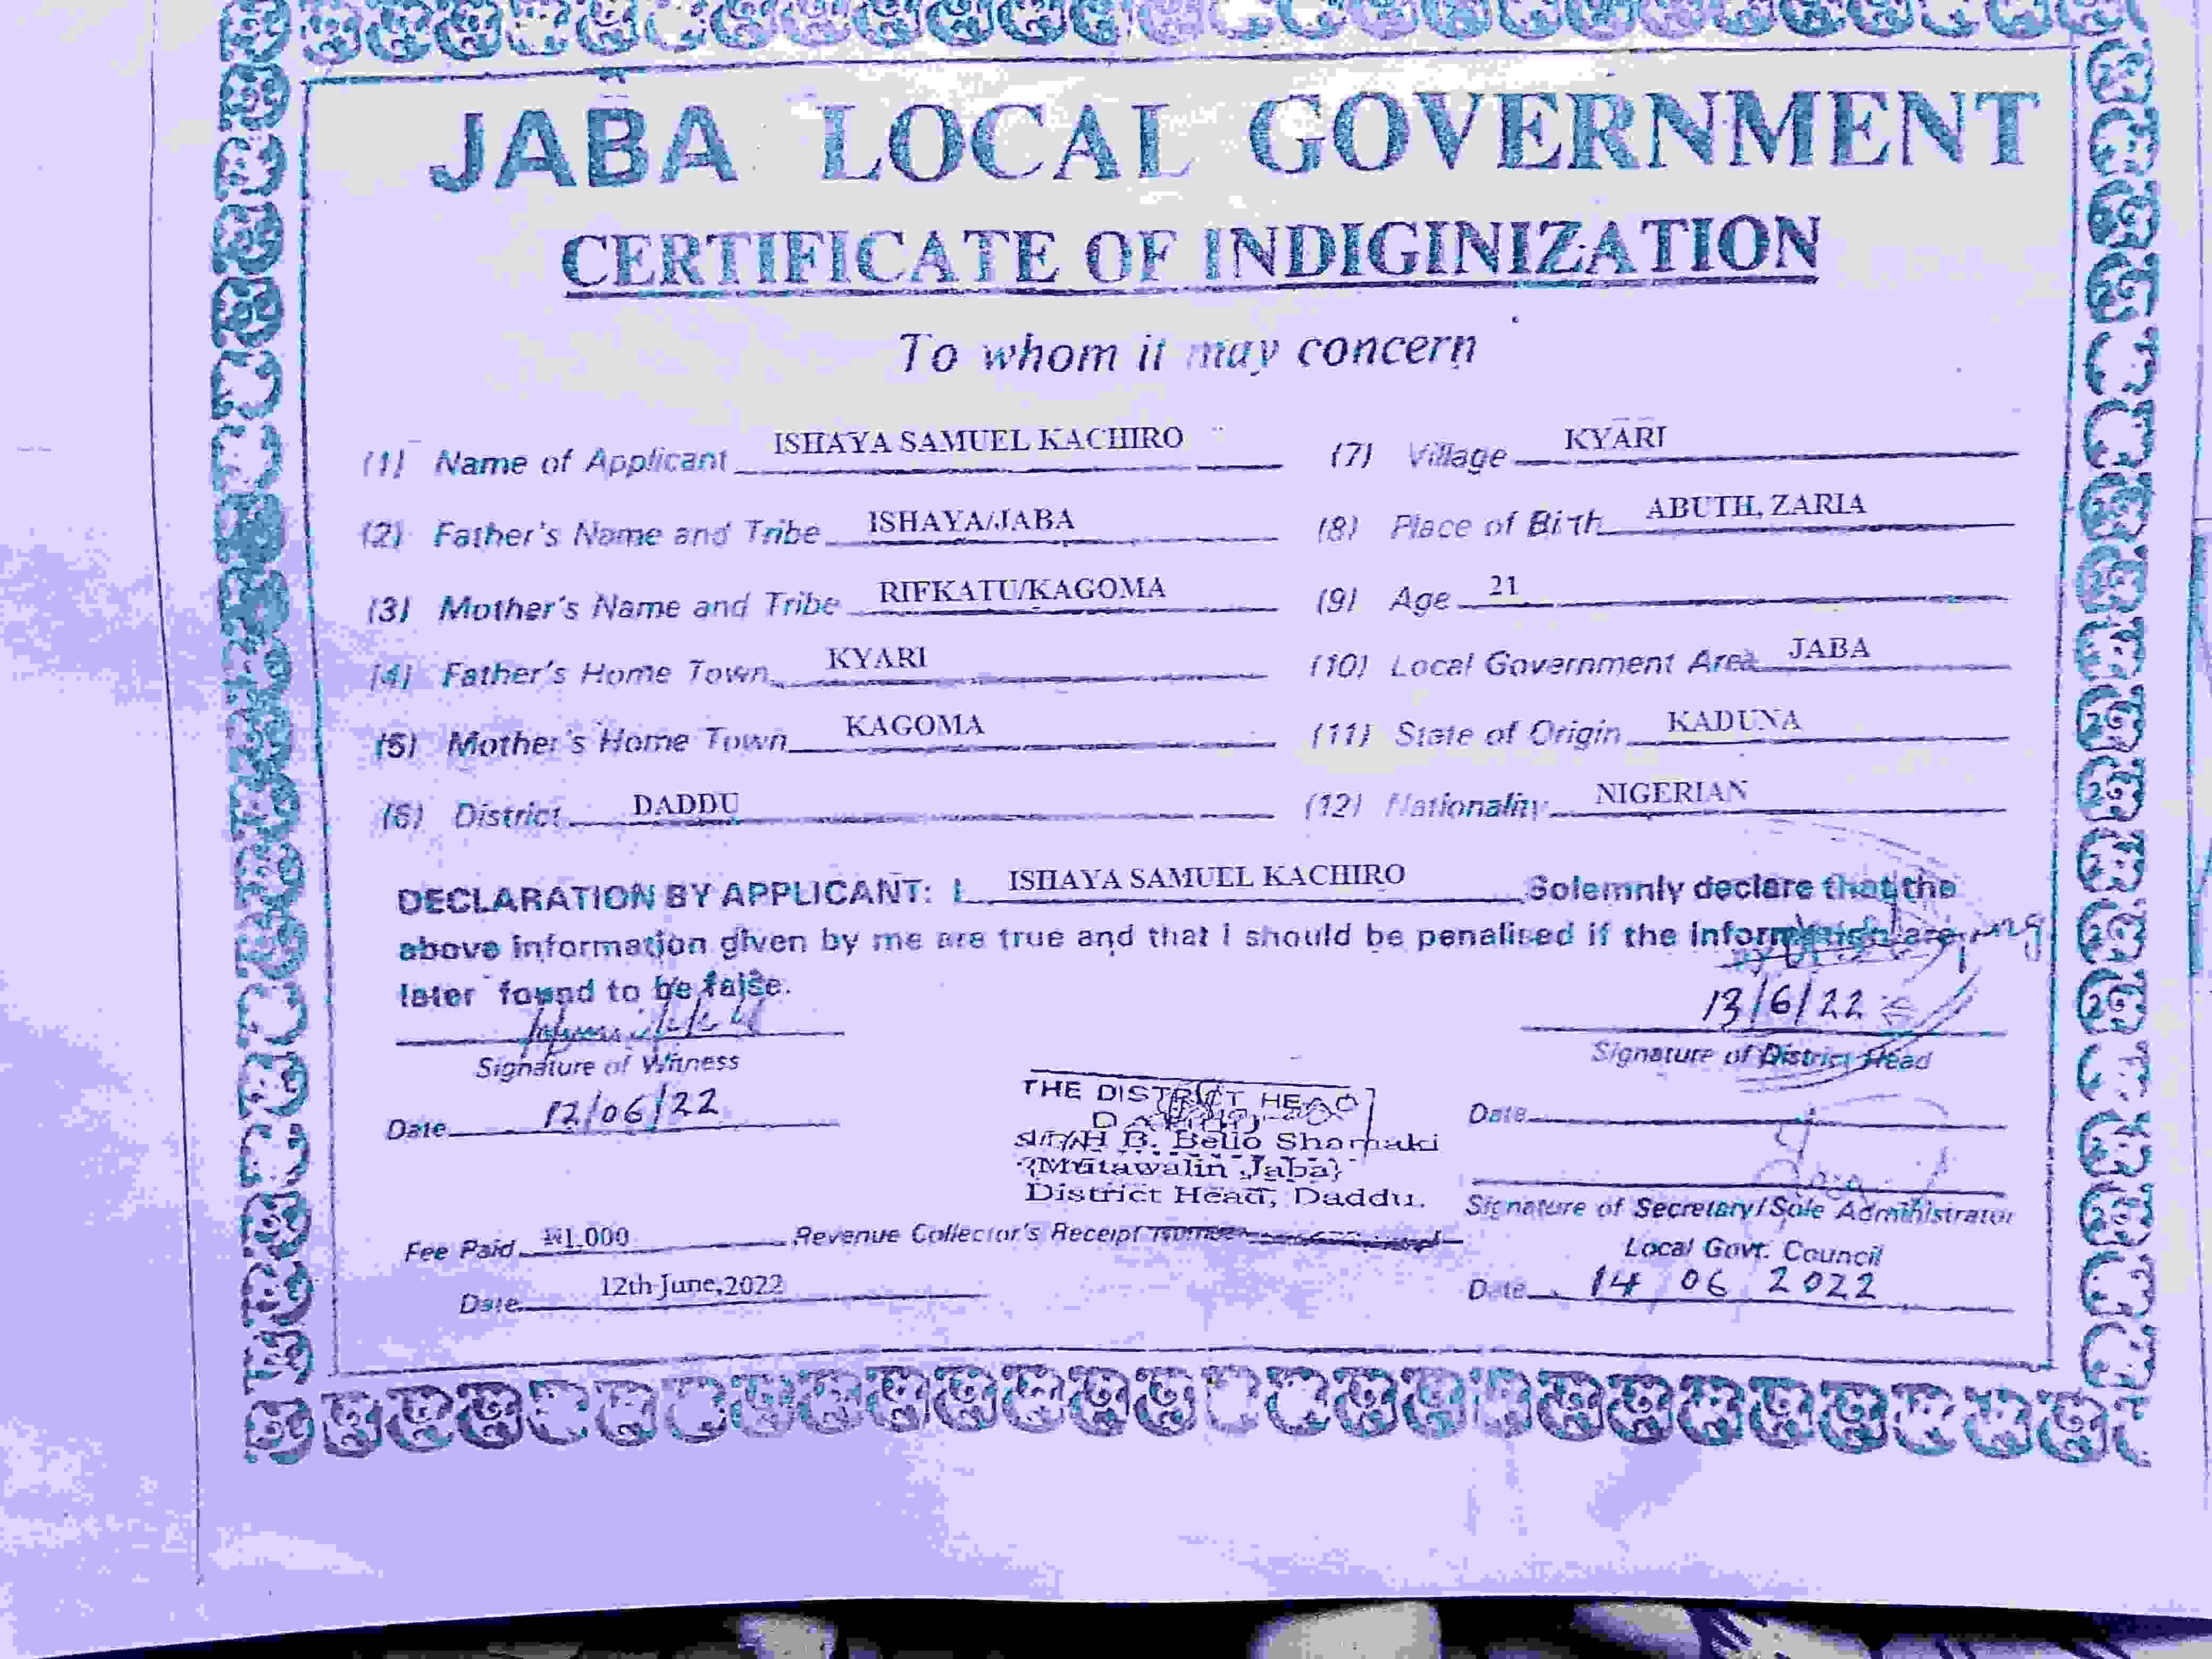 JABA LOCAL GOVERNMENT
CERTIFICATE OF INDIGINIZATION
To whom it may concern
(1) Name of Applicant ISHAYA SAMUEL KACHIRO
(2) Father's Name and Tribe ISHAYA/JABA
(3) Mother's Name and Tribe RIFKATU/KAGOMA
(4) Father's Home Town KYARI
(5) Mother's Home Town KAGOMA
(6) District DADDU
(7) Village KYARI
(8) Place of Birth ABUTH, ZARIA
(9) Age 21
(10) Local Government Area JABA
(11) State of Origin KADUNA
(12) Nationality NIGERIAN
DECLARATION BY APPLICANT: I ISHAYA SAMUEL KACHIRO Solemnly declare that the
above information given by me are true and that I should be penalised if the information are
later found to be false.
Signature of Witness
Date 12/06/22
13/6/22
Signature of District Head
Date
THE DISTRICT HEAD
B. Bello Shamaki
(Mutawalin Jaba)
District Head, Daddu.
Signature of Secretary/Sole Administrator
Local Govt. Council
Date 14 06 2022
Fee Paid ₦1,000 Revenue Collector's Receipt
Date 12th June,2022